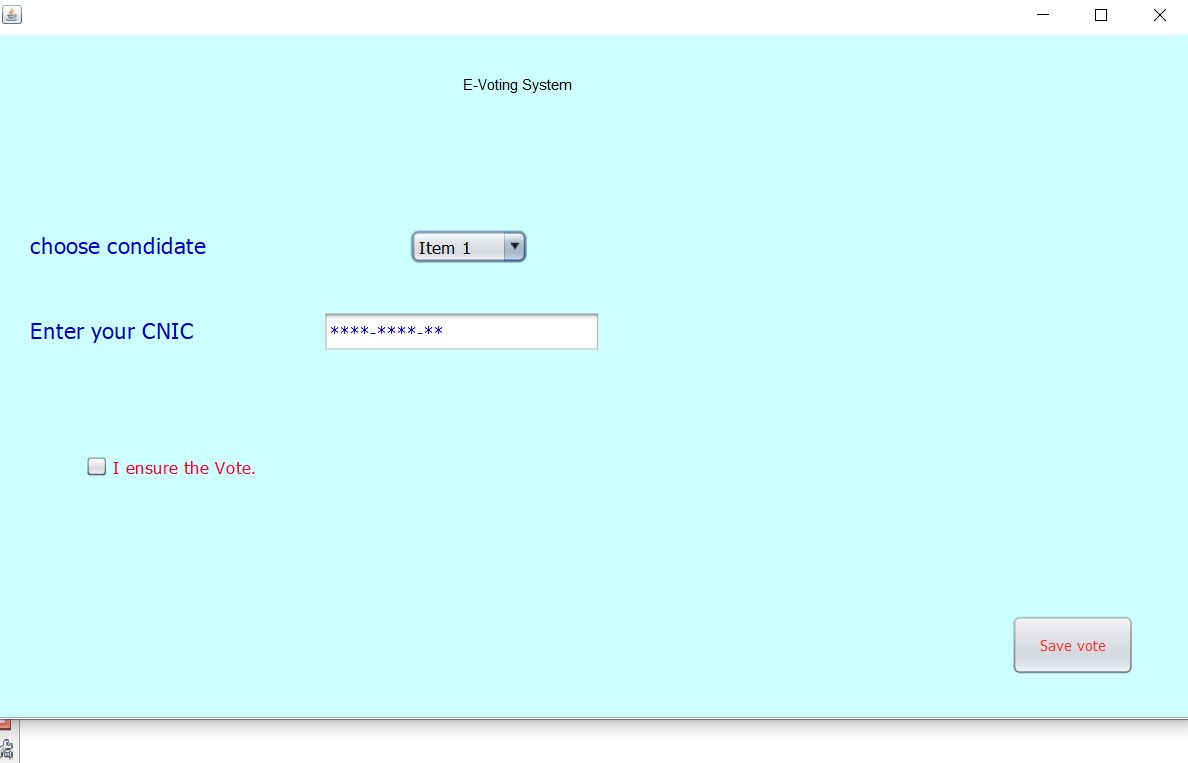 E-Voting System
choose condidate
Item 1
Enter your CNIC
****-****-**
I ensure the Vote.
Save vote